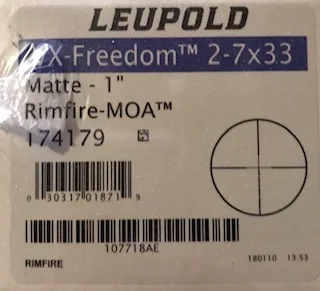 LEUPOLD
X-Freedom™ 2-7x33
Matte - 1"
Rimfire-MOA™
174179
0 30317 01871 9
107718AE
RIMFIRE
180110 13:53